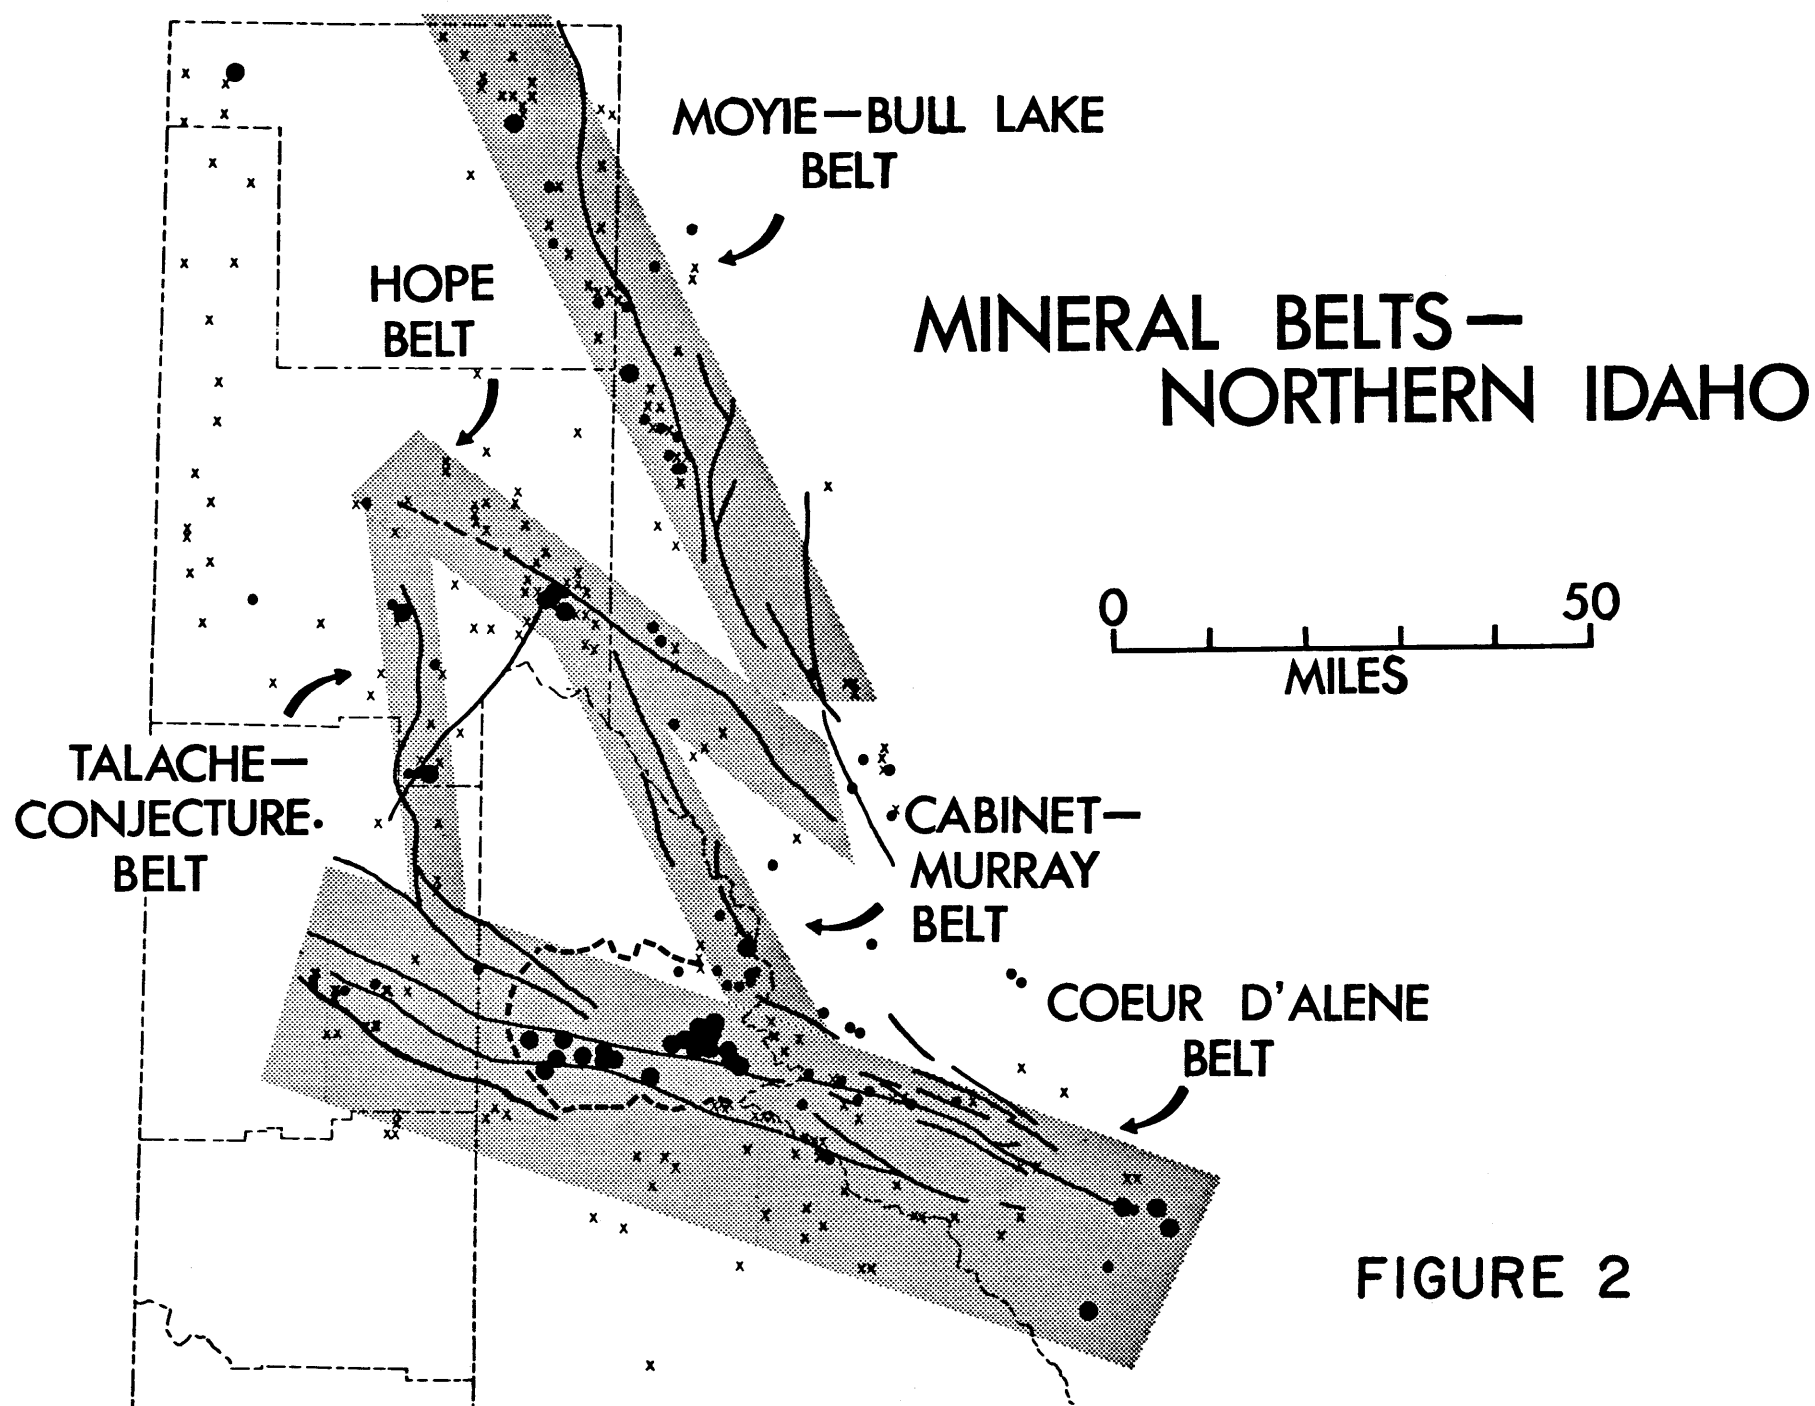 MOYIE—BULL LAKE
BELT
HOPE
BELT
MINERAL BELTS—
NORTHERN IDAHO
0 50
MILES
TALACHE—
CONJECTURE
BELT
CABINET—
MURRAY
BELT
COEUR D'ALENE
BELT
FIGURE 2